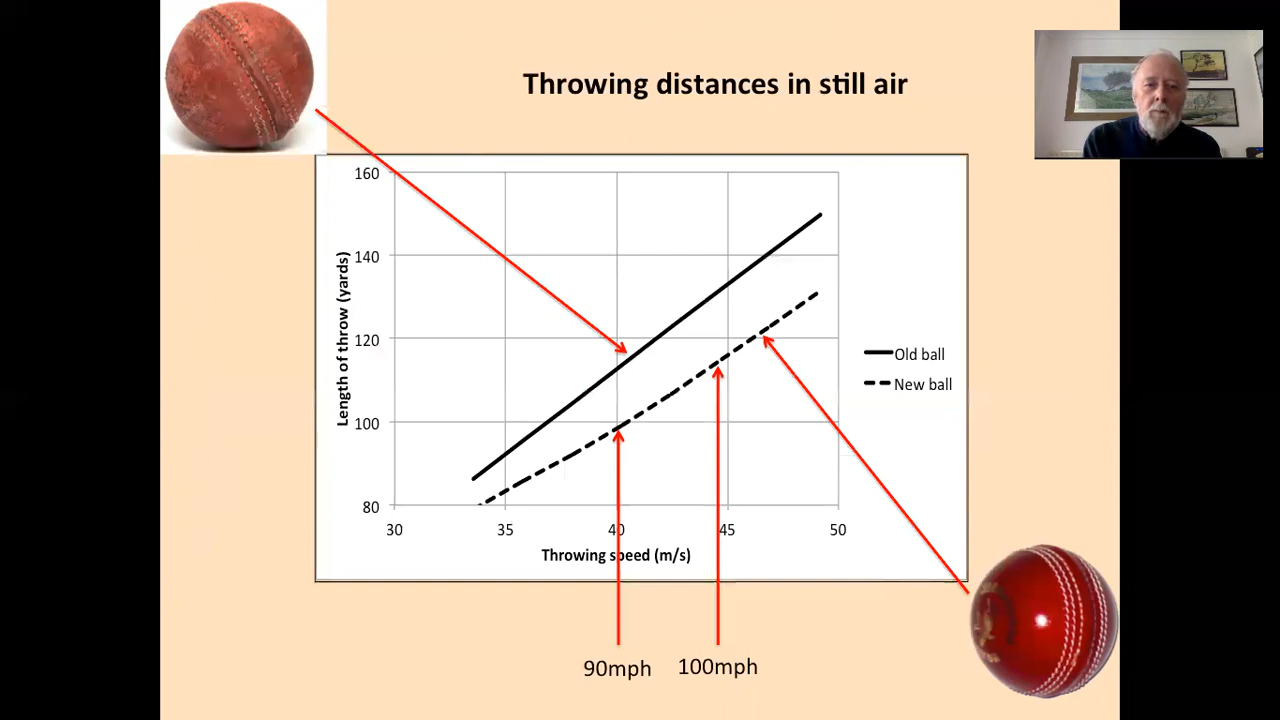 Throwing distances in still air
160
140
120
100
80
Length of throw (yards)
30 35 40 45 50
Throwing speed (m/s)
Old ball
New ball
90mph 100mph